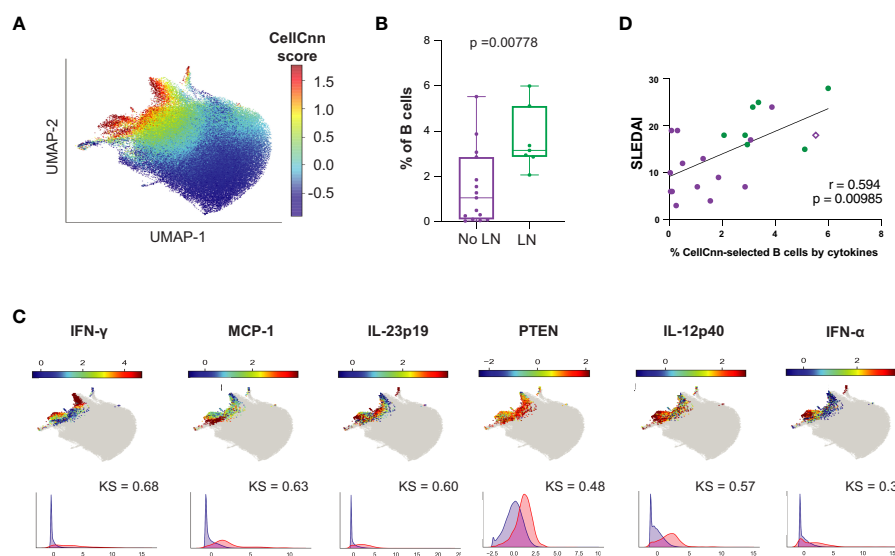 A
CellCnn
score
1.5
1.0
0.5
0.0
-0.5
UMAP-2
UMAP-1
B
p =0.00778
% of B cells
8
6
4
2
0
No LN
LN
D
SLEDAI
30
20
10
0
r = 0.594
p = 0.00985
0 2 4 6 8
% CellCnn-selected B cells by cytokines
C
IFN-γ
MCP-1
IL-23p19
PTEN
IL-12p40
IFN-α
0 2 4
0 2
0 2
−2 0 2
0 2
0 2
KS = 0.68
KS = 0.63
KS = 0.60
KS = 0.48
KS = 0.57
KS = 0.3
0 5 10 15
0 5 10
0 5 10 15 20
-2.5 0.0 2.5 5.0 7.5 10
0 5 10
0 5 10 15